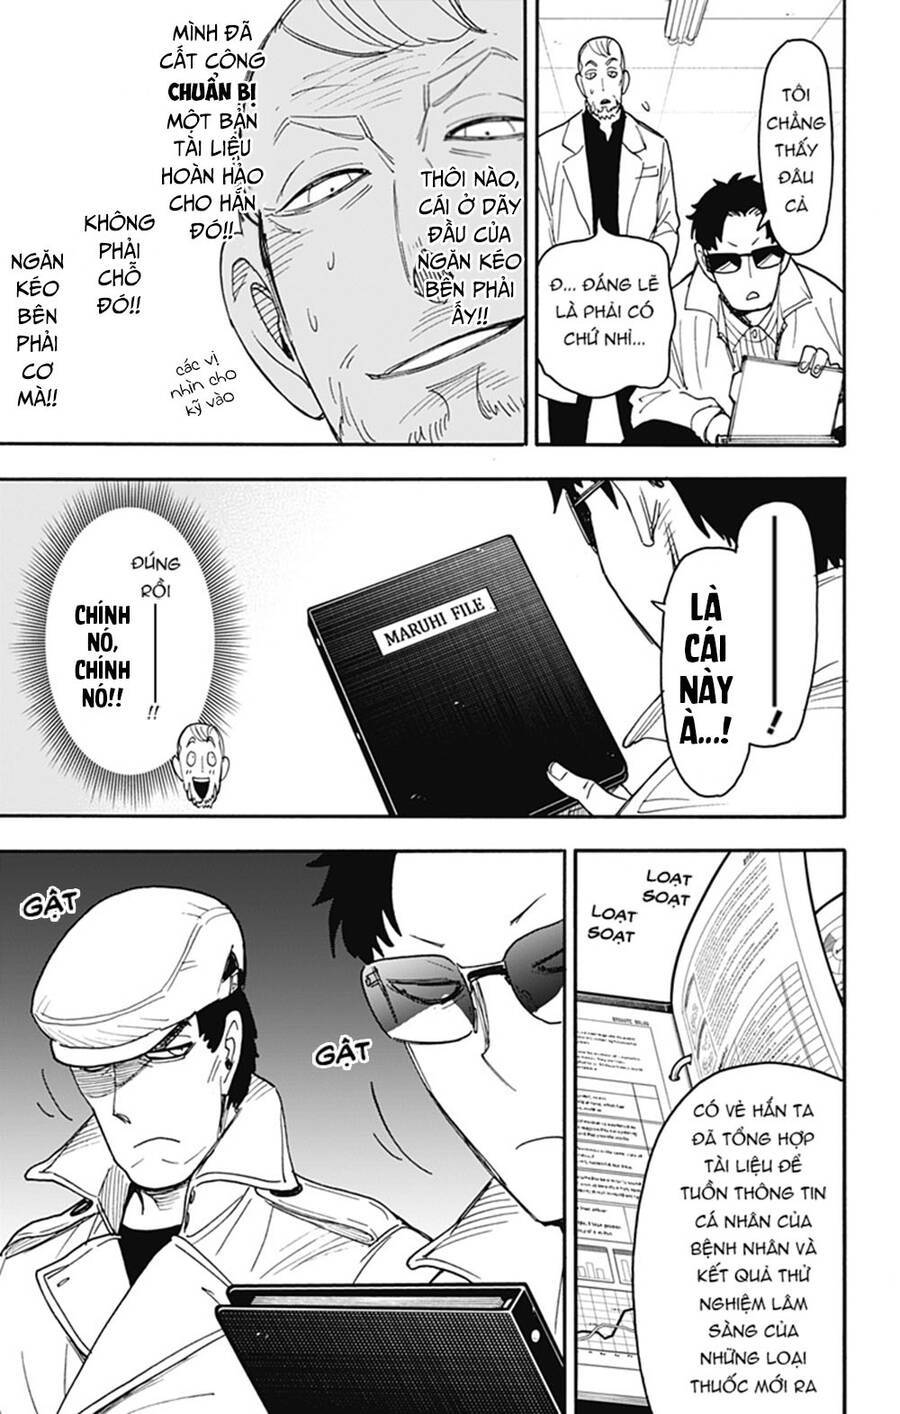 TÔI
CHẲNG
THẤY
ĐÂU
CẢ
Đ... ĐÁNG LẼ
LÀ PHẢI CÓ
CHỨ NHỈ...
THÔI NÀO,
CÁI Ở DÃY
ĐẦU CỦA
NGĂN KÉO
BÊN PHẢI
ẤY!!
MÌNH ĐÃ
CẤT CÔNG
CHUẨN BỊ
MỘT BẢN
TÀI LIỆU
HOÀN HẢO
CHO HẮN
ĐÓ!!
CÁC VỊ
NHÌN CHO
KỸ VÀO
KHÔNG
PHẢI
CHỖ
ĐÓ!!
NGĂN
KÉO
BÊN
PHẢI
CƠ
MÀ!!
LÀ
CÁI
NÀY
À...!
MARUHI FILE
ĐÚNG
RỒI
!!
CHÍNH
NÓ,
CHÍNH
NÓ!!
LOẠT
SOẠT
LOẠT
SOẠT
CÓ VẺ HẮN TA
ĐÃ TỔNG HỢP
TÀI LIỆU ĐỂ
TUỒN THÔNG TIN
CÁ NHÂN CỦA
BỆNH NHÂN VÀ
KẾT QUẢ THỬ
NGHIỆM LÂM
SÀNG CỦA
NHỮNG LOẠI
THUỐC MỚI RA
GẬT
GẬT